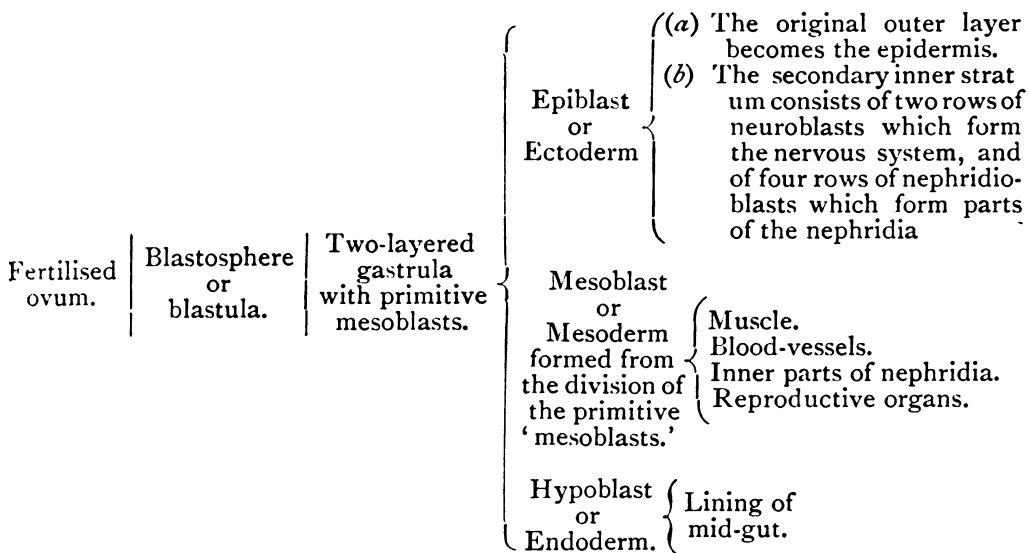 Fertilised
ovum.
Blastosphere
or
blastula.
Two-layered
gastrula
with primitive
mesoblasts.
Epiblast
or
Ectoderm
(a) The original outer layer
becomes the epidermis.
(b) The secondary inner strat
um consists of two rows of
neuroblasts which form
the nervous system, and
of four rows of nephridio-
blasts which form parts
of the nephridia
Mesoblast
or
Mesoderm
formed from
the division of
the primitive
‘mesoblasts.’
Muscle.
Blood-vessels.
Inner parts of nephridia.
Reproductive organs.
Hypoblast
or
Endoderm.
Lining of
mid-gut.